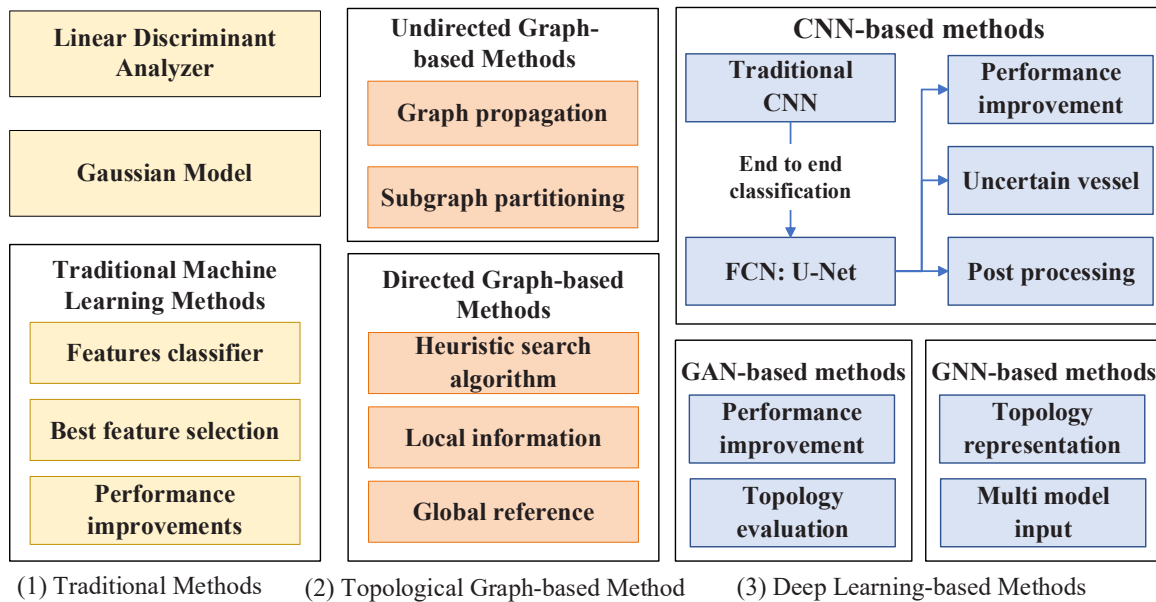 Linear Discriminant
Analyzer
Gaussian Model
Traditional Machine
Learning Methods
Features classifier
Best feature selection
Performance
improvements
(1) Traditional Methods
Undirected Graph-
based Methods
Graph propagation
Subgraph partitioning
Directed Graph-based
Methods
Heuristic search
algorithm
Local information
Global reference
(2) Topological Graph-based Method
CNN-based methods
Traditional
CNN
End to end
classification
FCN: U-Net
Performance
improvement
Uncertain vessel
Post processing
GAN-based methods
Performance
improvement
Topology
evaluation
GNN-based methods
Topology
representation
Multi model
input
(3) Deep Learning-based Methods